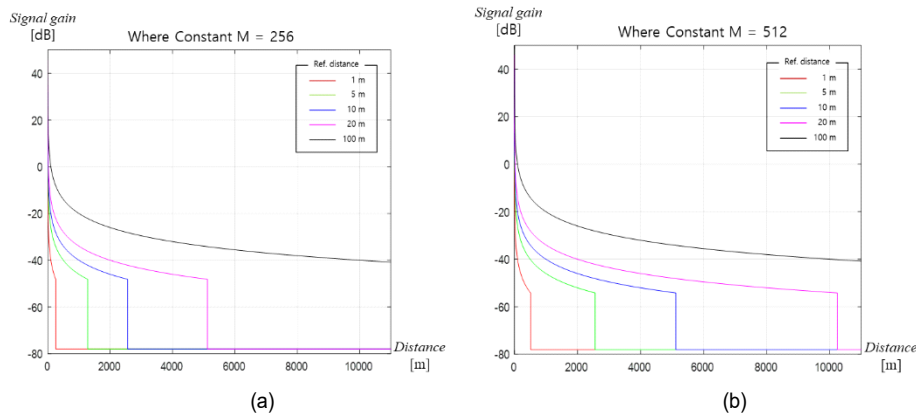 Signal gain
[dB]
Where Constant M = 256
40
20
0
-20
-40
-60
-80
0
2000
4000
6000
8000
10000
Ref. distance
1 m
5 m
10 m
20 m
100 m
Distance
[m]
(a)
Signal gain
[dB]
Where Constant M = 512
40
20
0
-20
-40
-60
-80
0
2000
4000
6000
8000
10000
Ref. distance
1 m
5 m
10 m
20 m
100 m
Distance
[m]
(b)